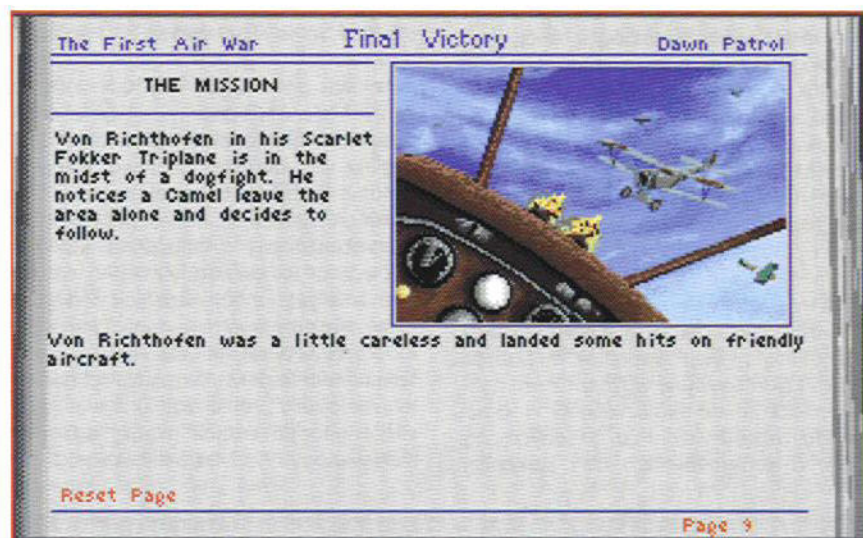 The First Air War Final Victory Dawn Patrol
THE MISSION
Von Richthofen in his Scarlet
Fokker Triplane is in the
midst of a dogfight. He
notices a Camel leave the
area alone and decides to
follow.
Von Richthofen was a little careless and landed some hits on friendly
aircraft.
Reset Page
Page 9